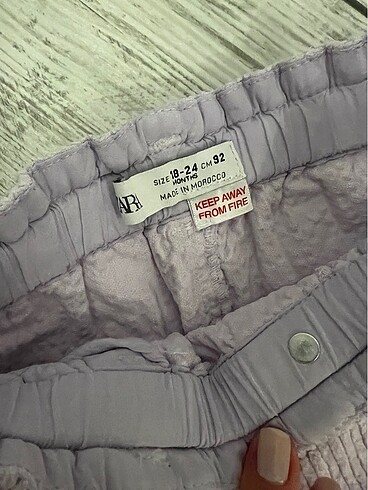 ZARA
SIZE 18-24 CM 92
MONTHS
MADE IN MOROCCO
KEEP AWAY
FROM FIRE